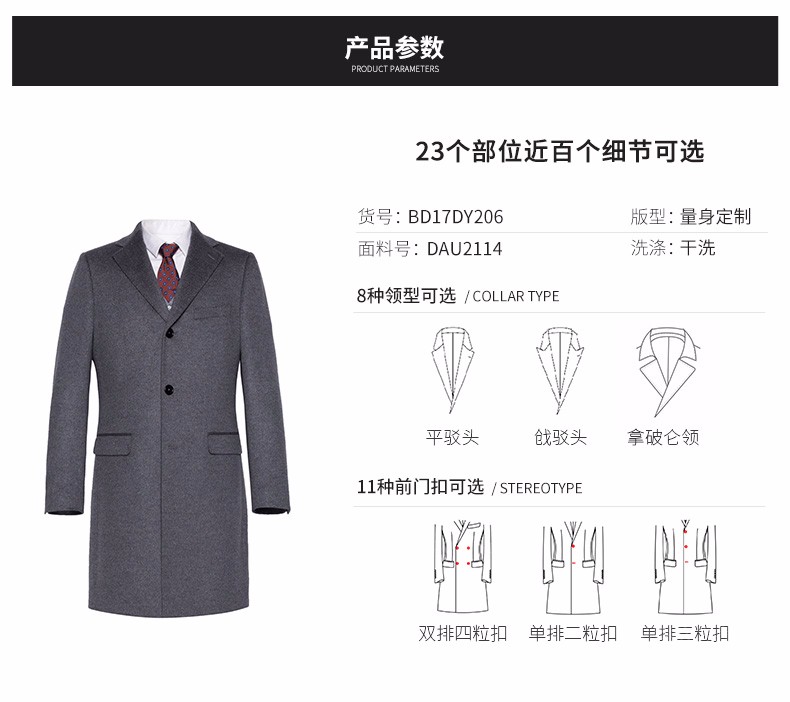 产品参数
PRODUCT PARAMETERS
23个部位近百个细节可选
货号：BD17DY206 版型：量身定制
面料号：DAU2114 洗涤：干洗
8种领型可选 / COLLAR TYPE
平驳头 戗驳头 拿破仑领
11种前门扣可选 / STEREOTYPE
双排四粒扣 单排二粒扣 单排三粒扣